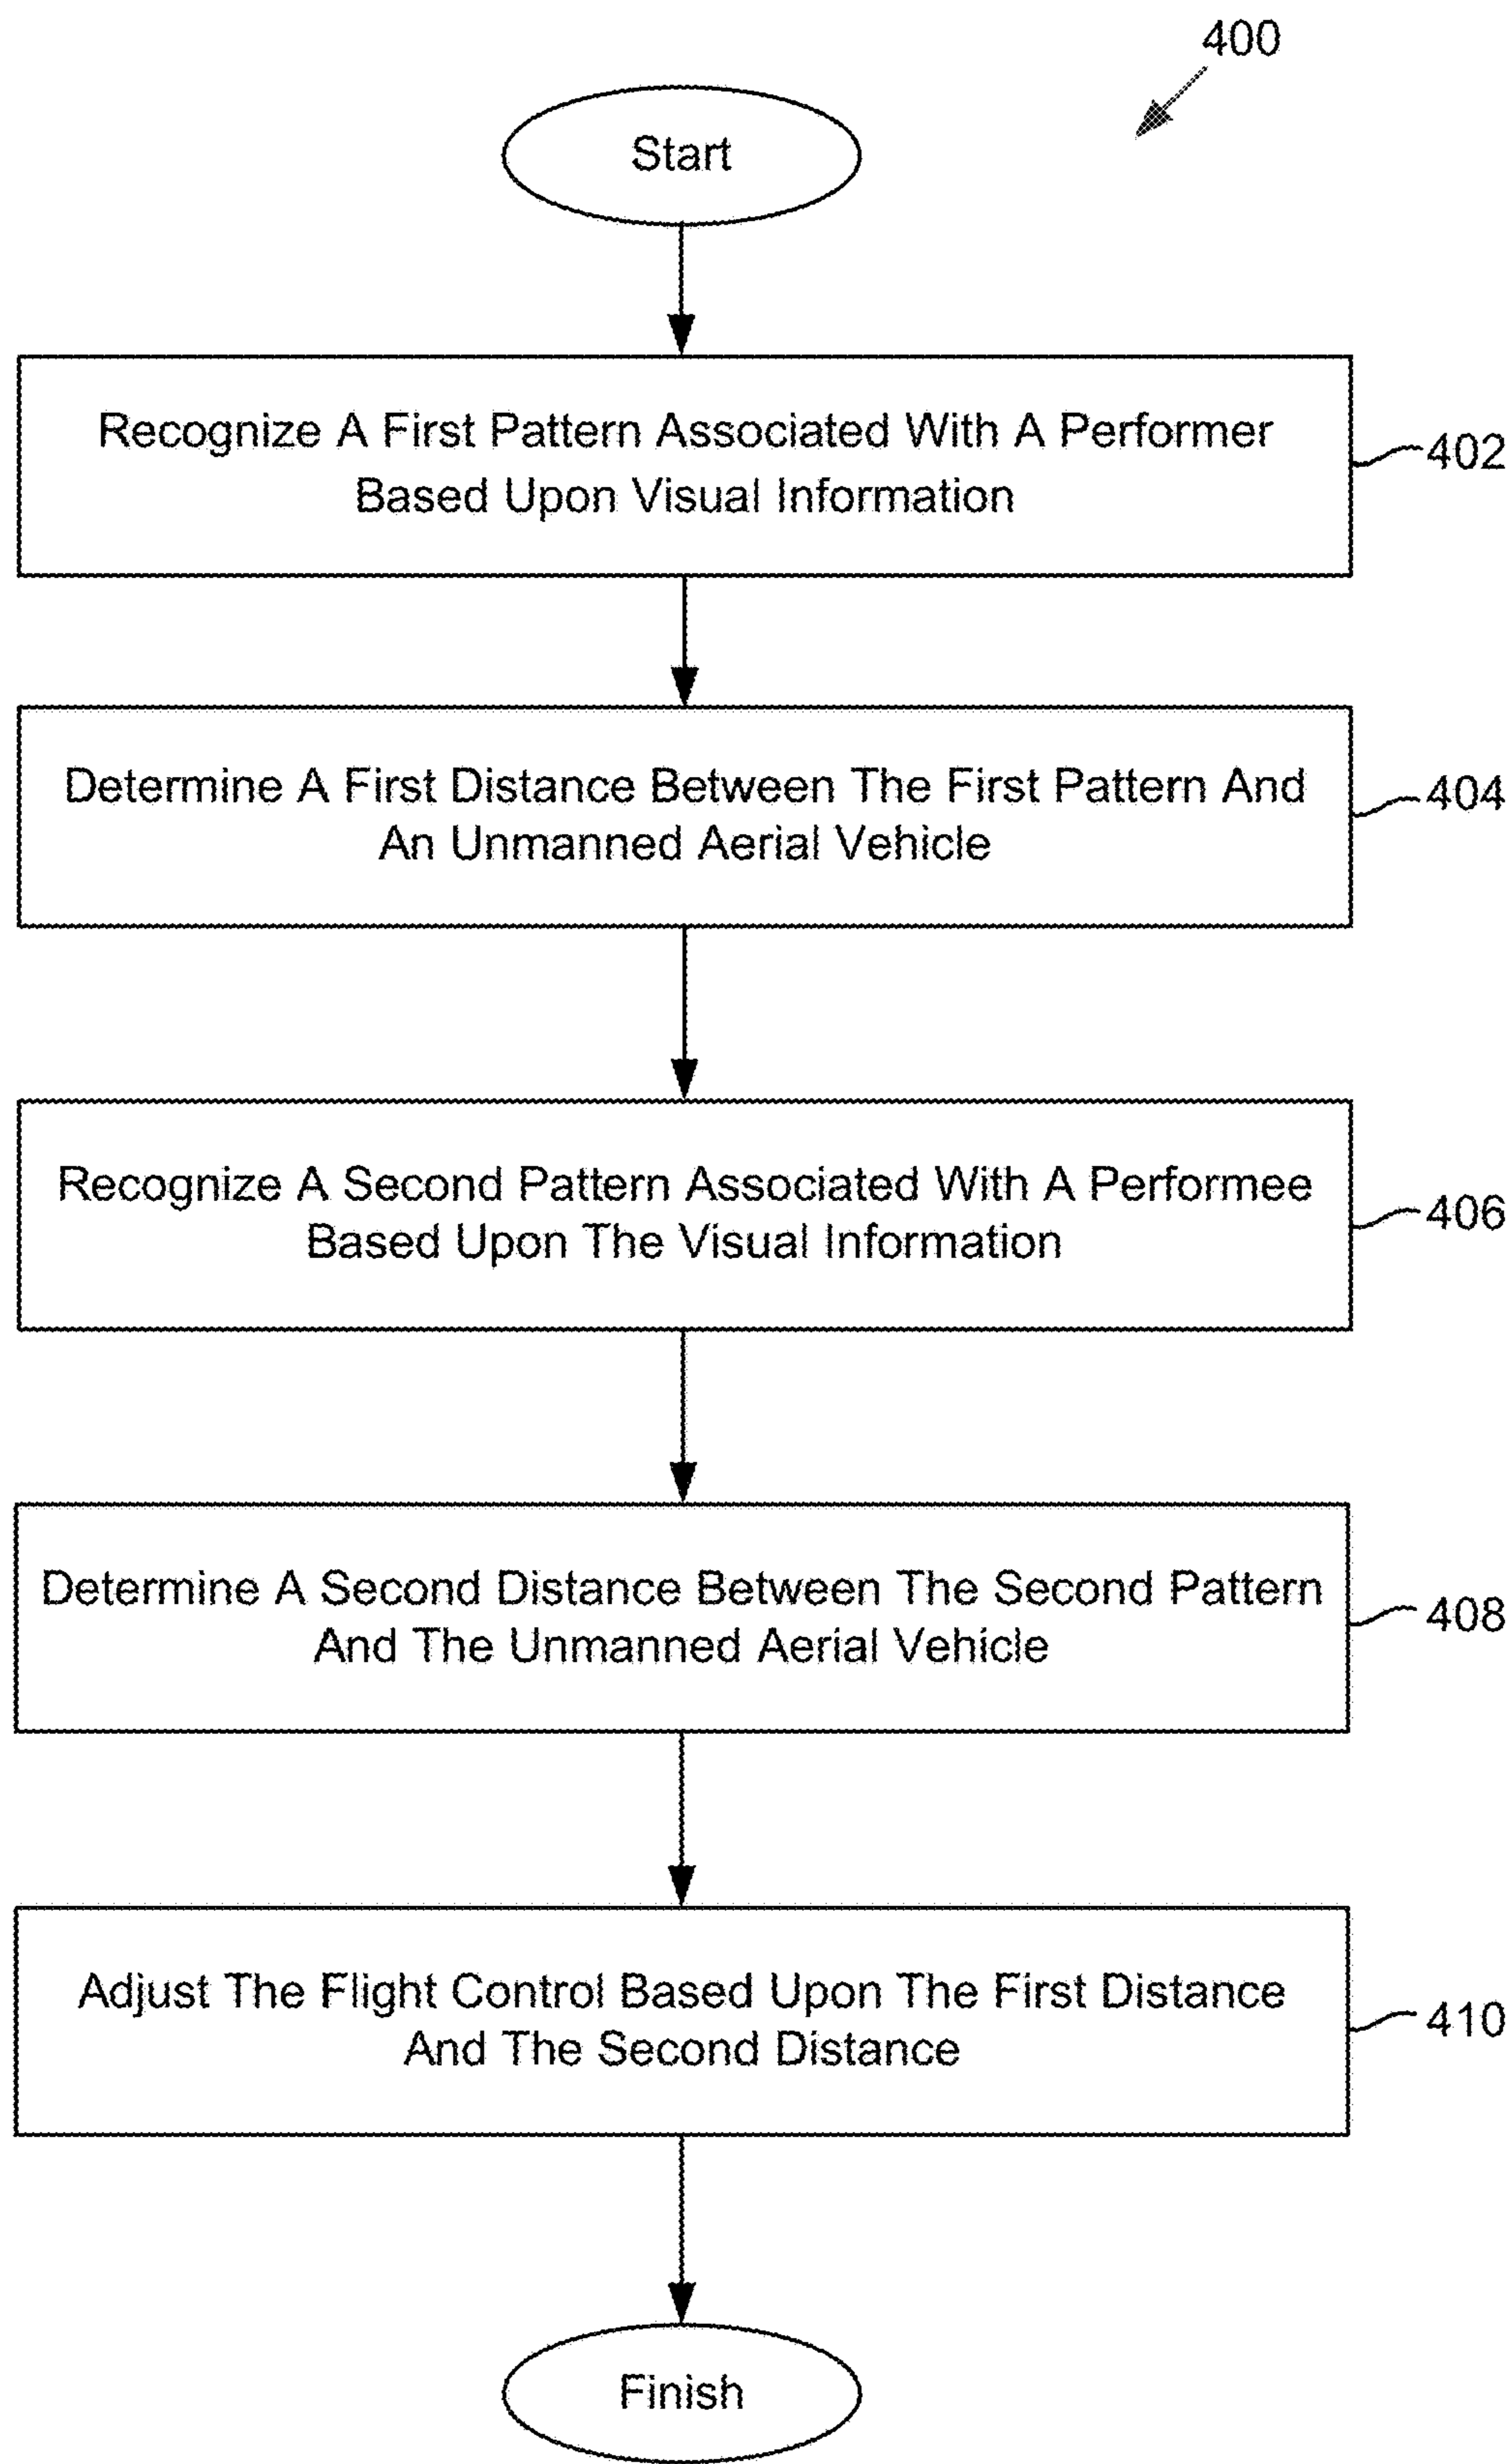 400
Start
Recognize A First Pattern Associated With A Performer
Based Upon Visual Information
402
Determine A First Distance Between The First Pattern And
An Unmanned Aerial Vehicle
404
Recognize A Second Pattern Associated With A Performee
Based Upon The Visual Information
406
Determine A Second Distance Between The Second Pattern
And The Unmanned Aerial Vehicle
408
Adjust The Flight Control Based Upon The First Distance
And The Second Distance
410
Finish